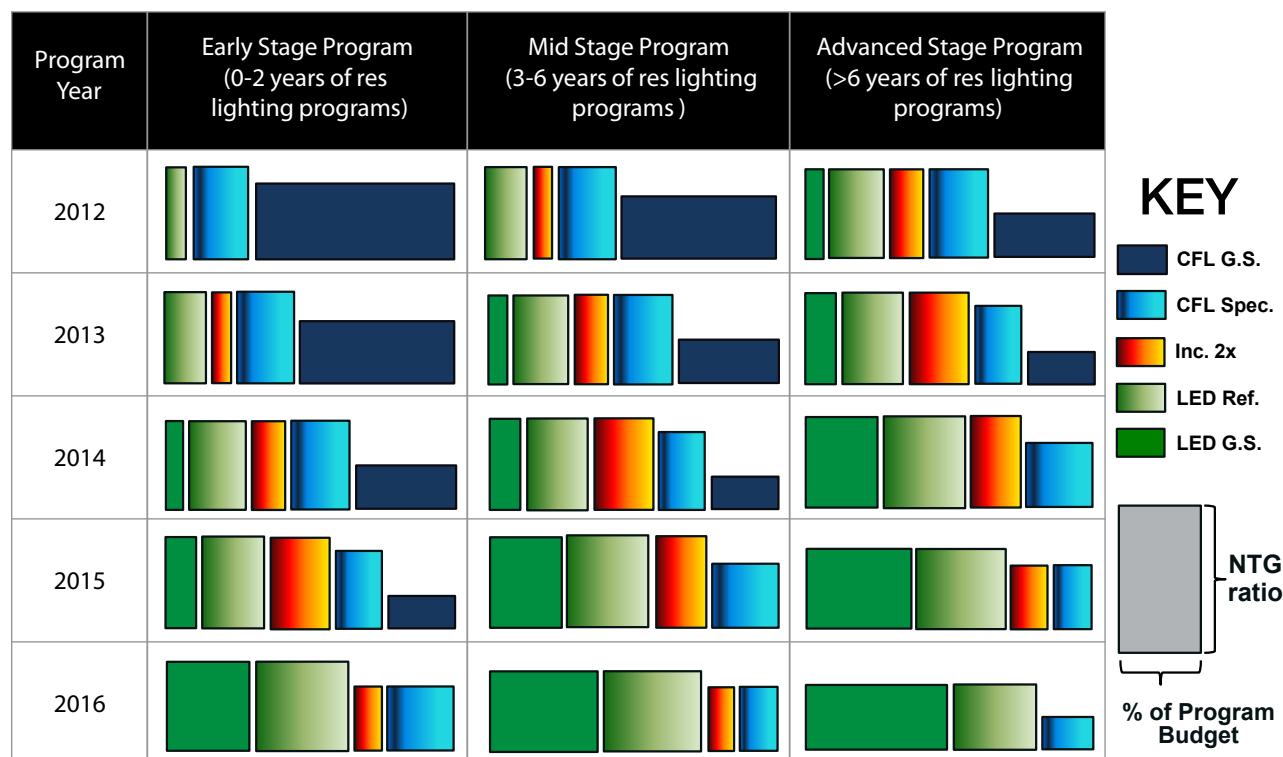 Program
Year
Early Stage Program
(0-2 years of res
lighting programs)
Mid Stage Program
(3-6 years of res lighting
programs )
Advanced Stage Program
(>6 years of res lighting
programs)
2012
2013
2014
2015
2016
KEY
CFL G.S.
CFL Spec.
Inc. 2x
LED Ref.
LED G.S.
NTG
ratio
% of Program
Budget